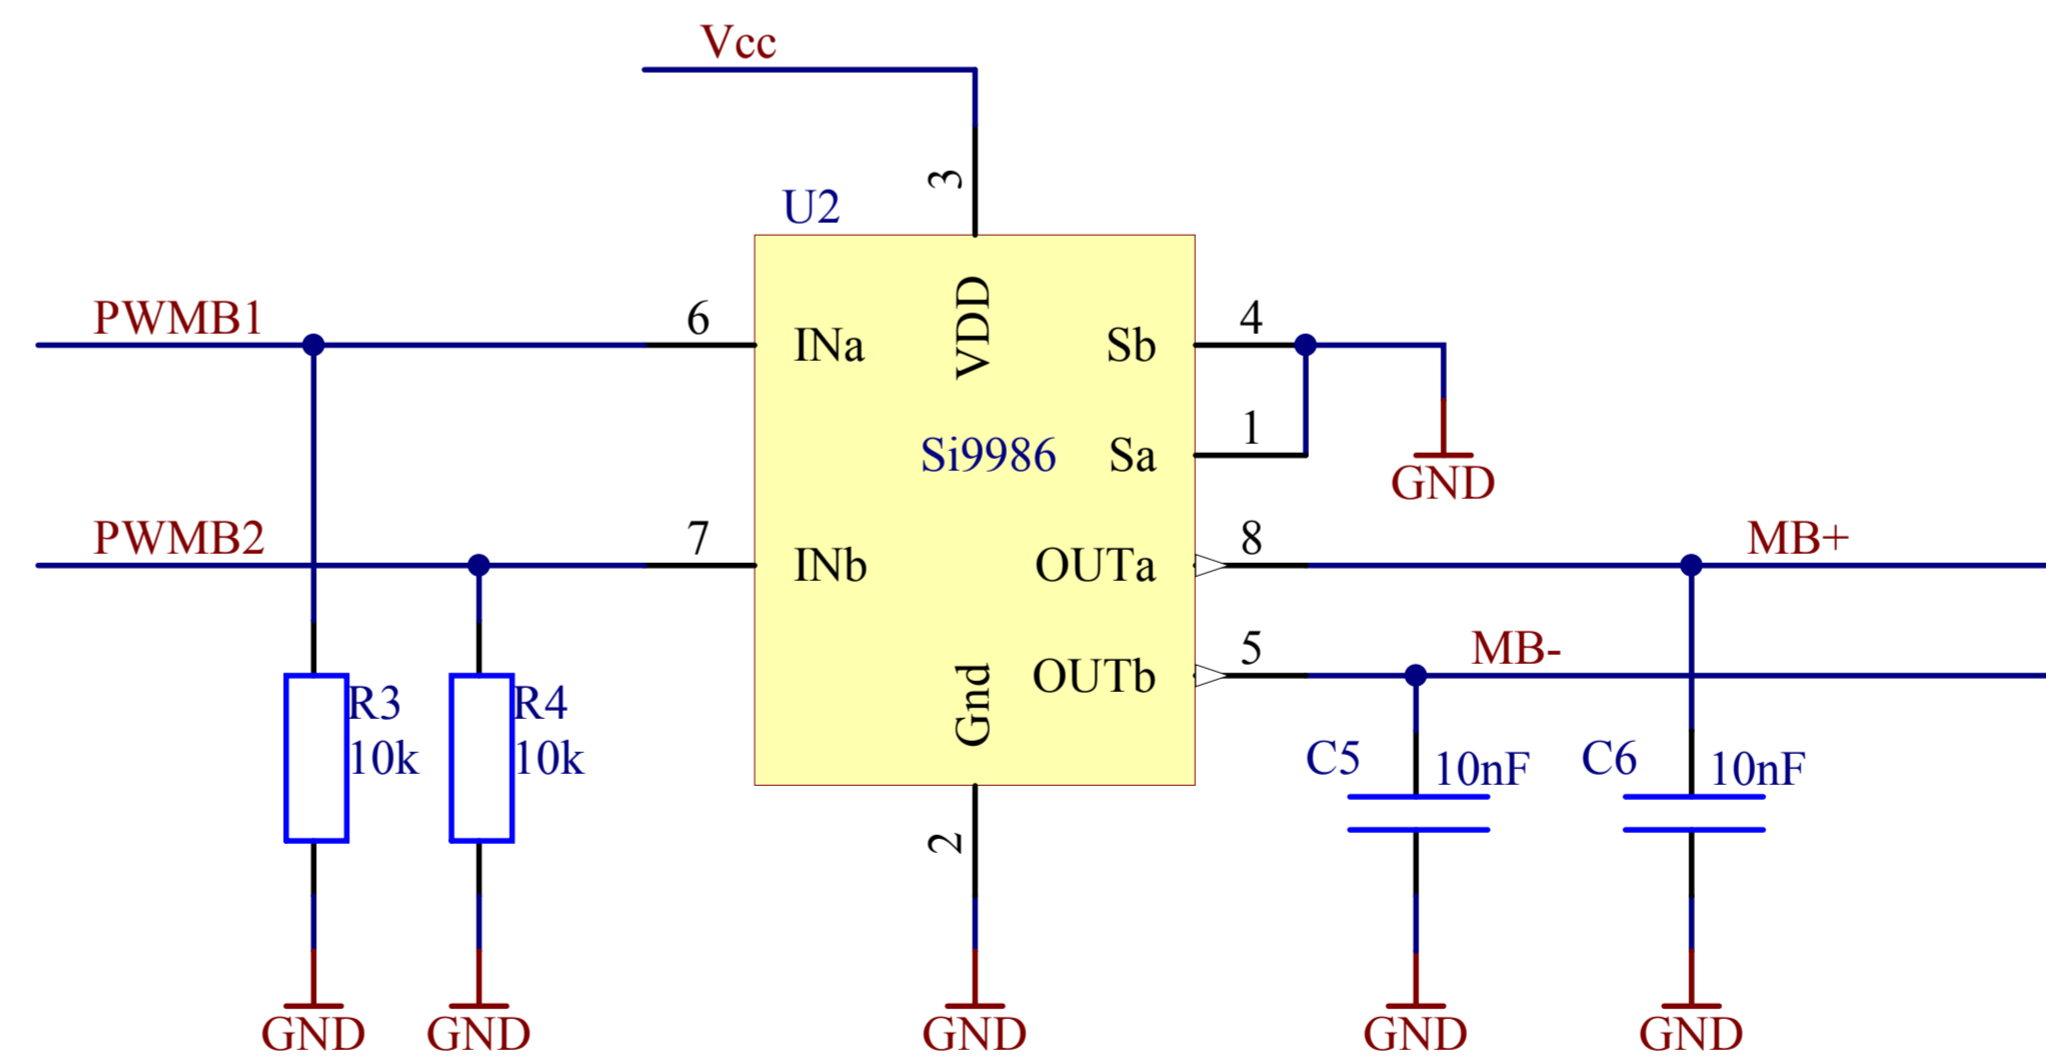 Vcc
3
U2
PWMB1
6
INa
VDD
Sb
4
Si9986
Sa
1
GND
PWMB2
7
INb
OUTa
8
MB+
Gnd
OUTb
5
MB-
R3
10k
R4
10k
C5
10nF
C6
10nF
2
GND
GND
GND
GND
GND